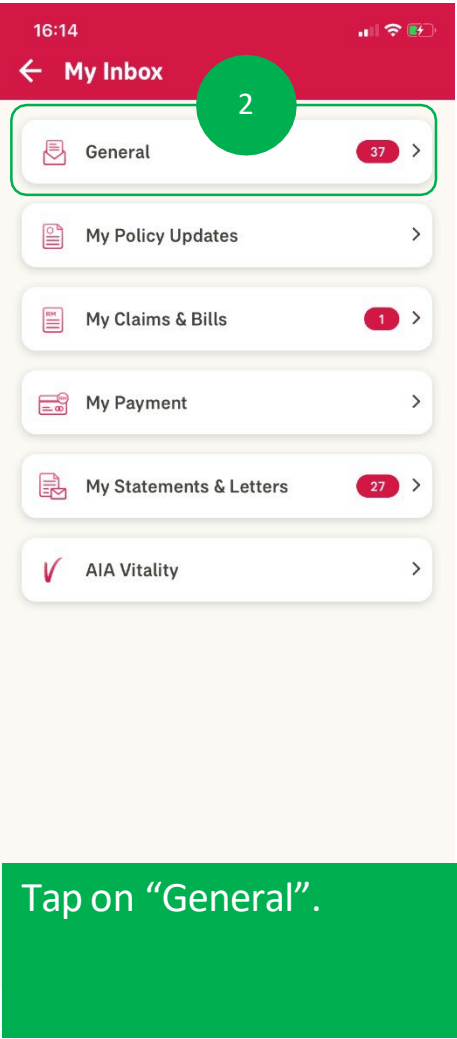 16:14
My Inbox
2
General
37
My Policy Updates
RM
My Claims & Bills
1
My Payment
My Statements & Letters
27
AIA Vitality
Tap on “General”.